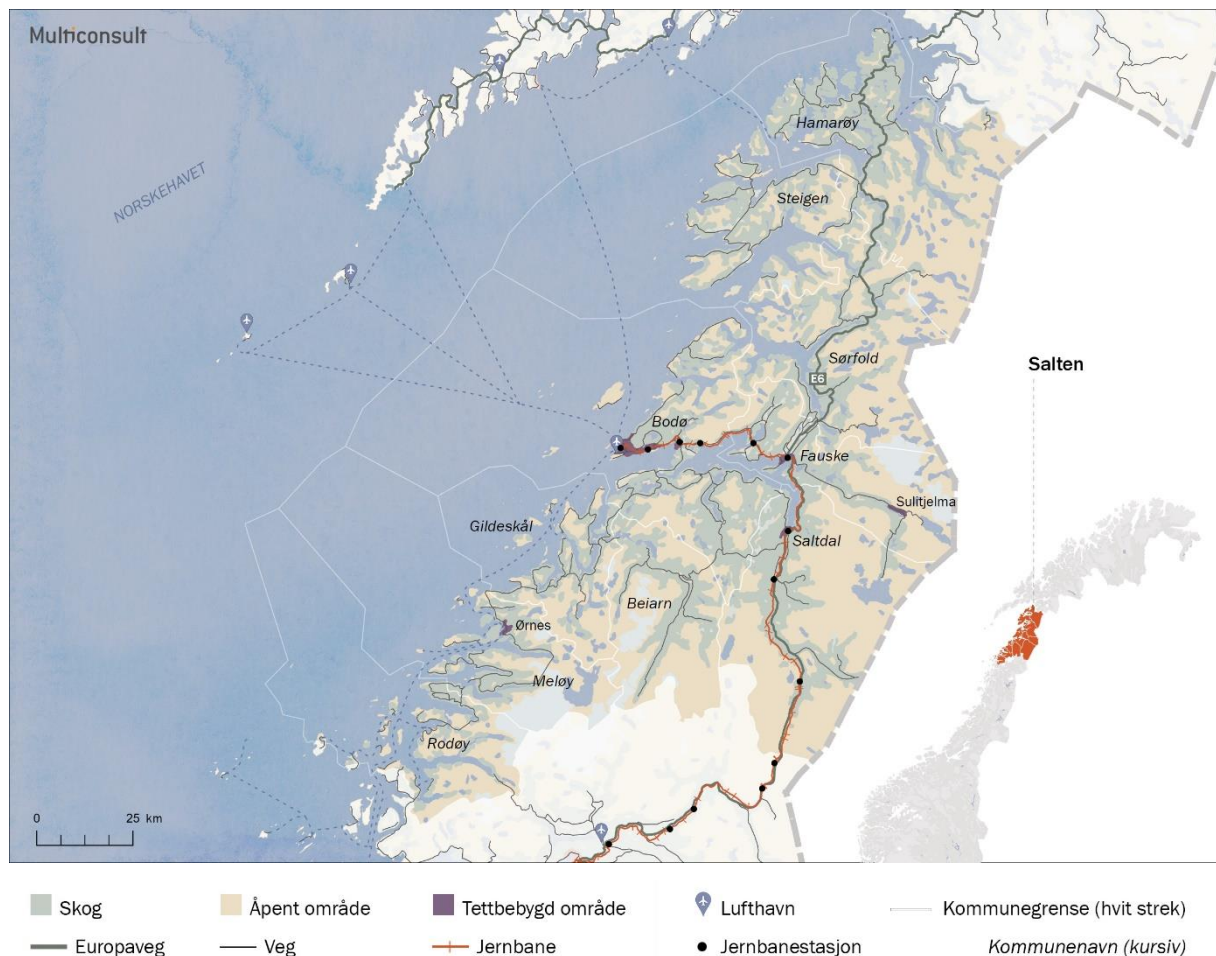 Multiconsult
NORSKEHAVET
Hamarøy
Steigen
Sørfold
E6
Salten
Bodø
Fauske
Sulitjelma
Gildeskål
Saltdal
Beiarn
Ørnes
Meløy
Rodøy
0 25 km
Skog
Åpent område
Tettbebygd område
Lufthavn
Kommunegrense (hvit strek)
Europaveg
Veg
Jernbane
Jernbanestasjon
Kommunenavn (kursiv)